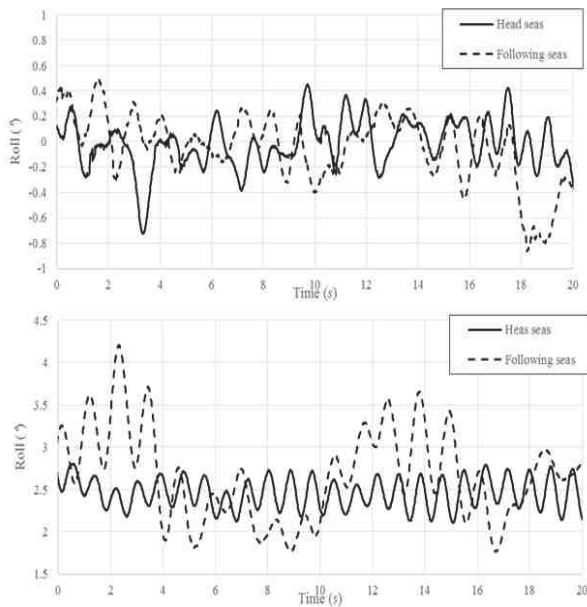 1
Head seas
0.8
Following seas
0.6
0.4
0.2
0
-0.2
-0.4
-0.6
-0.8
-1
Roll (°)
0 2 4 6 8 10 12 14 16 18 20
Time (s)
4.5
Heas seas
4
Following seas
3.5
3
2.5
2
1.5
Roll (°)
0 2 4 6 8 10 12 14 16 18 20
Time (s)